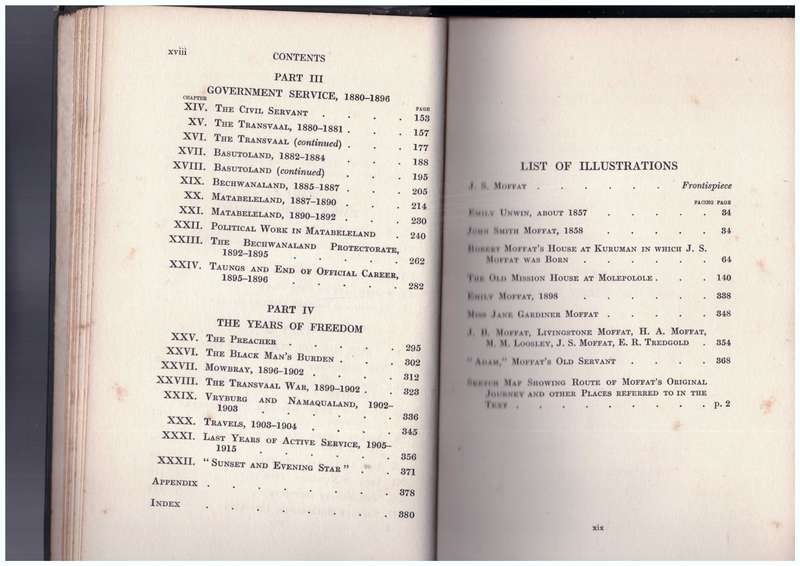 xviii
CONTENTS
PART III
GOVERNMENT SERVICE, 1880–1896
CHAPTER PAGE
XIV. The Civil Servant . . . . 153
XV. The Transvaal, 1880–1881 . . . . 157
XVI. The Transvaal (continued) . . . . 177
XVII. Basutoland, 1882–1884 . . . . 188
XVIII. Basutoland (continued) . . . . 195
XIX. Bechwanaland, 1885–1887 . . . . 205
XX. Matabeleland, 1887–1890 . . . . 214
XXI. Matabeleland, 1890–1892 . . . . 230
XXII. Political Work in Matabeleland . . 240
XXIII. The Bechwanaland Protectorate,
1892–1895 . . . . . . 262
XXIV. Taungs and End of Official Career,
1895–1896 . . . . . . 282
PART IV
THE YEARS OF FREEDOM
XXV. The Preacher . . . . . 295
XXVI. The Black Man's Burden . . . . 302
XXVII. Mowbray, 1896–1902 . . . . 312
XXVIII. The Transvaal War, 1899–1902 . . 323
XXIX. Vryburg and Namaqualand, 1902–
1903 . . . . . . 336
XXX. Travels, 1903–1904 . . . . 345
XXXI. Last Years of Active Service, 1905–
1915 . . . . . . 356
XXXII. "Sunset and Evening Star" . . 371
Appendix . . . . . . . 378
Index . . . . . . . . 380
LIST OF ILLUSTRATIONS
J. S. Moffat . . . . . . Frontispiece
FACING PAGE
Emily Unwin, about 1857 . . . . . 34
John Smith Moffat, 1858 . . . . . 34
Robert Moffat's House at Kuruman in which J. S.
Moffat was Born . . . . . 64
The Old Mission House at Molepolole . . . 140
Emily Moffat, 1898 . . . . . 338
Miss Jane Gardiner Moffat . . . . 348
J. B. Moffat, Livingstone Moffat, H. A. Moffat,
M. M. Loosley, J. S. Moffat, E. R. Tredgold . 354
"Adam," Moffat's Old Servant . . . . 368
Sketch Map Showing Route of Moffat's Original
Journey and other Places referred to in the
Text . . . . . . . p. 2
xix